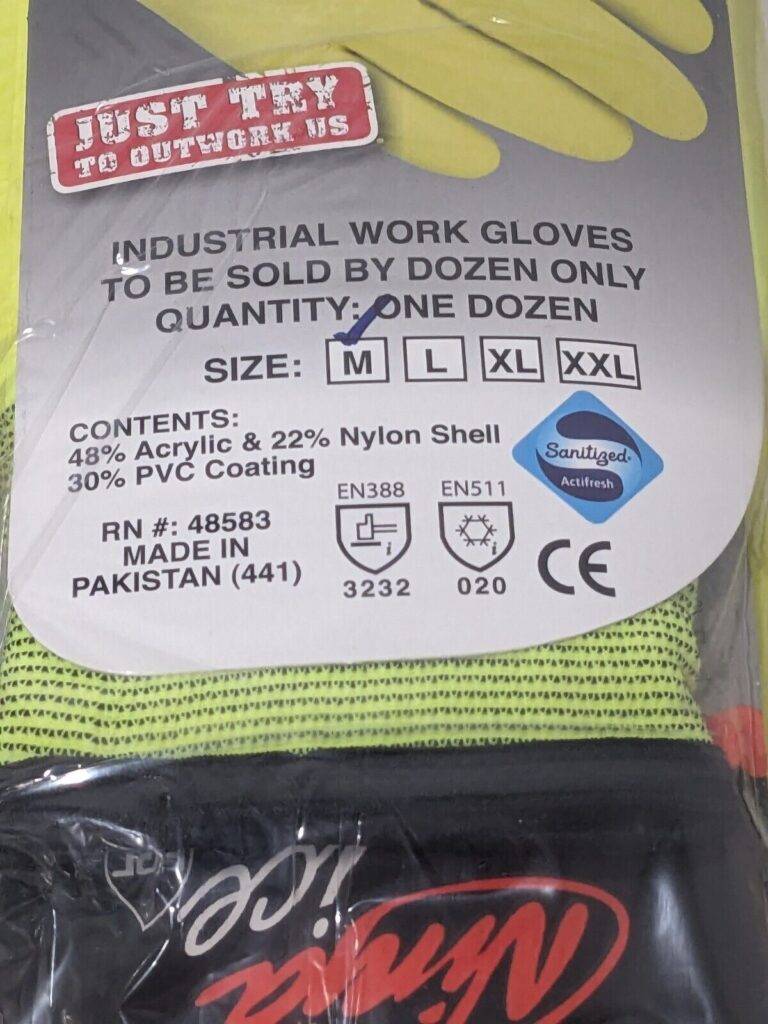 JUST TRY
TO OUTWORK US
INDUSTRIAL WORK GLOVES
TO BE SOLD BY DOZEN ONLY
QUANTITY: ONE DOZEN
SIZE: M L XL XXL
CONTENTS:
48% Acrylic & 22% Nylon Shell
30% PVC Coating
Sanitized
Actifresh
RN #: 48583
MADE IN
PAKISTAN (441)
EN388
i
3232
EN511
i
020
CE
ice
Ninja